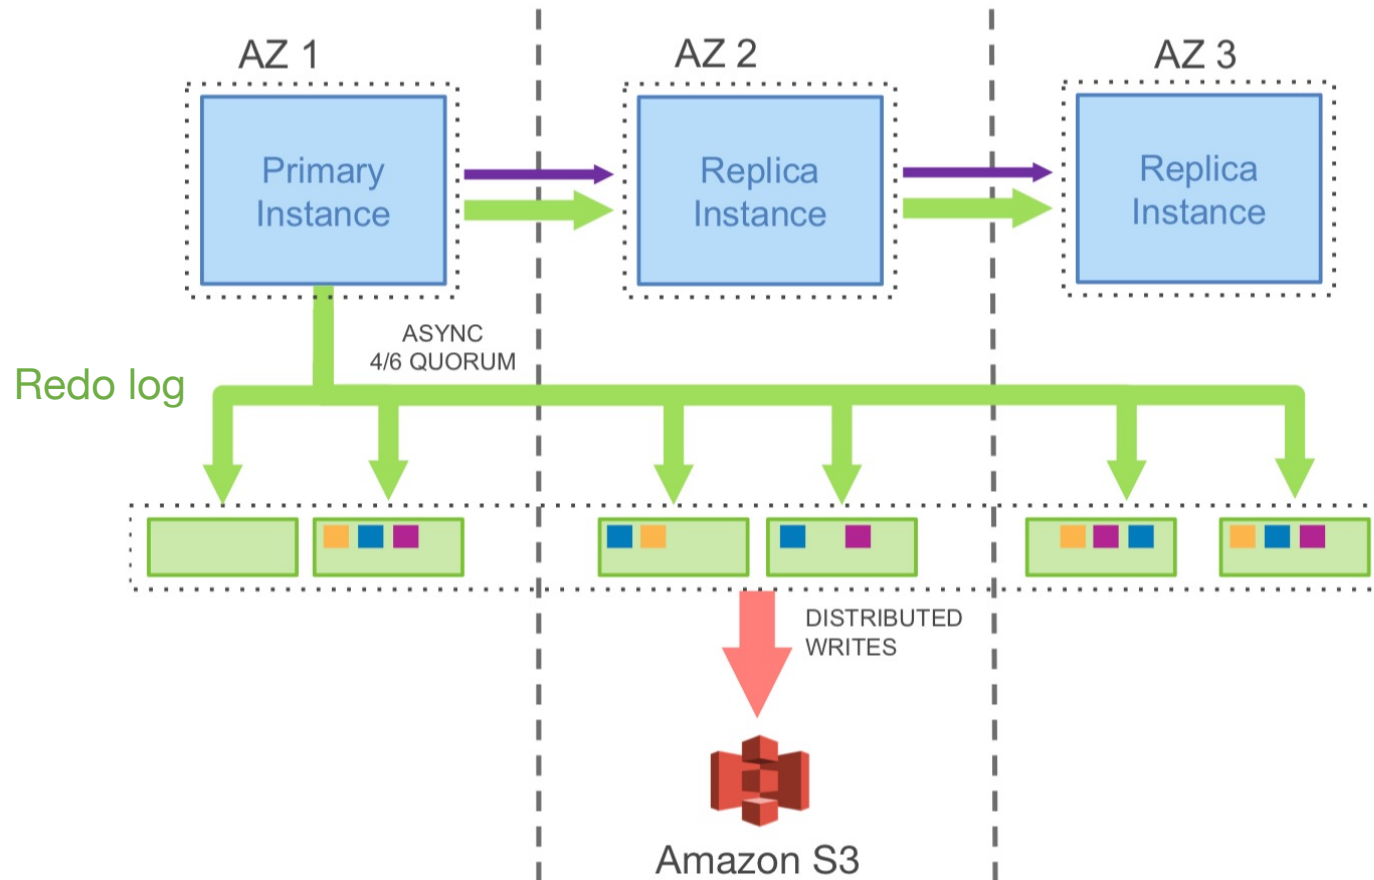 AZ 1
AZ 2
AZ 3
Primary
Instance
Replica
Instance
Replica
Instance
ASYNC
4/6 QUORUM
Redo log
DISTRIBUTED
WRITES
Amazon S3